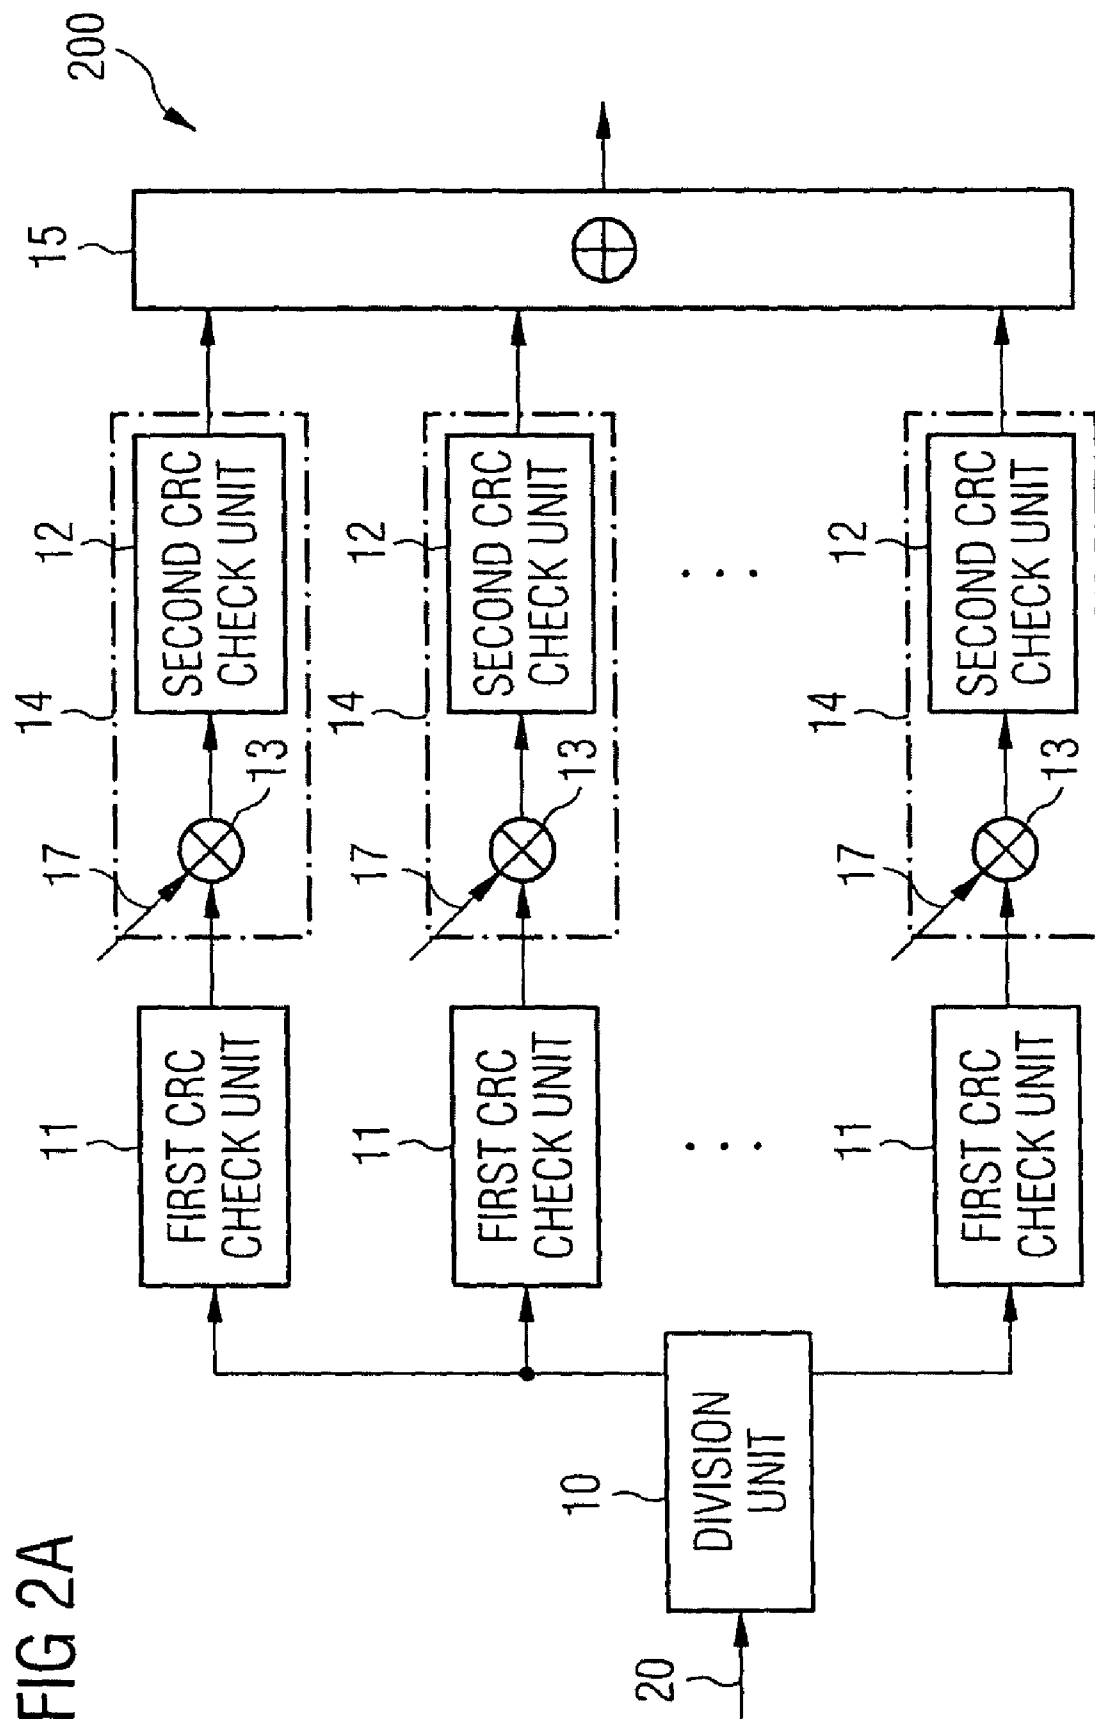 FIG 2A
200
20
10
DIVISION
UNIT
11
FIRST CRC
CHECK UNIT
17
13
14
12
SECOND CRC
CHECK UNIT
15
11
FIRST CRC
CHECK UNIT
17
13
14
12
SECOND CRC
CHECK UNIT
. . .
. . .
11
FIRST CRC
CHECK UNIT
17
13
14
12
SECOND CRC
CHECK UNIT